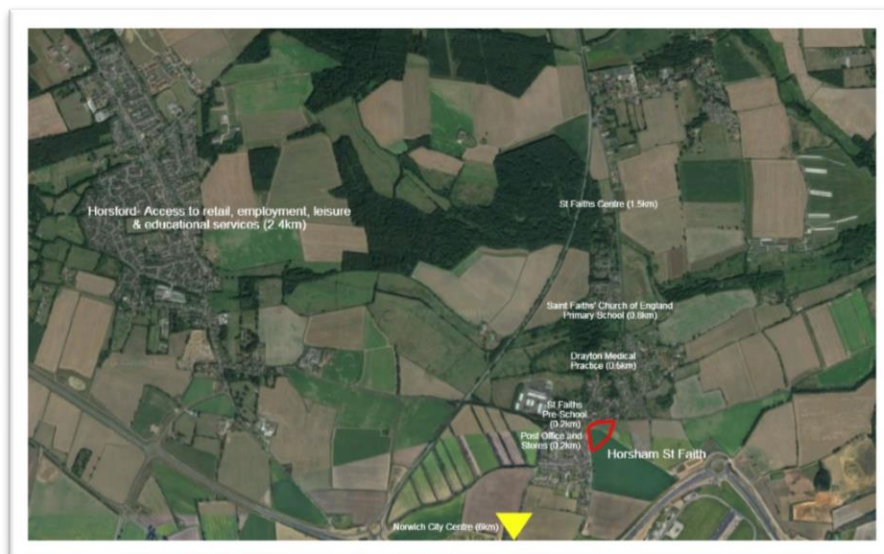 St Faiths Centre (1.5km)
Horsford- Access to retail, employment, leisure
& educational services (2.4km)
Saint Faiths' Church of England
Primary School (0.8km)
Drayton Medical
Practice (0.5km)
St Faiths
Pre-School
(0.2km)
Post Office and
Stores (0.2km)
Horsham St Faith
Norwich City Centre (6km)